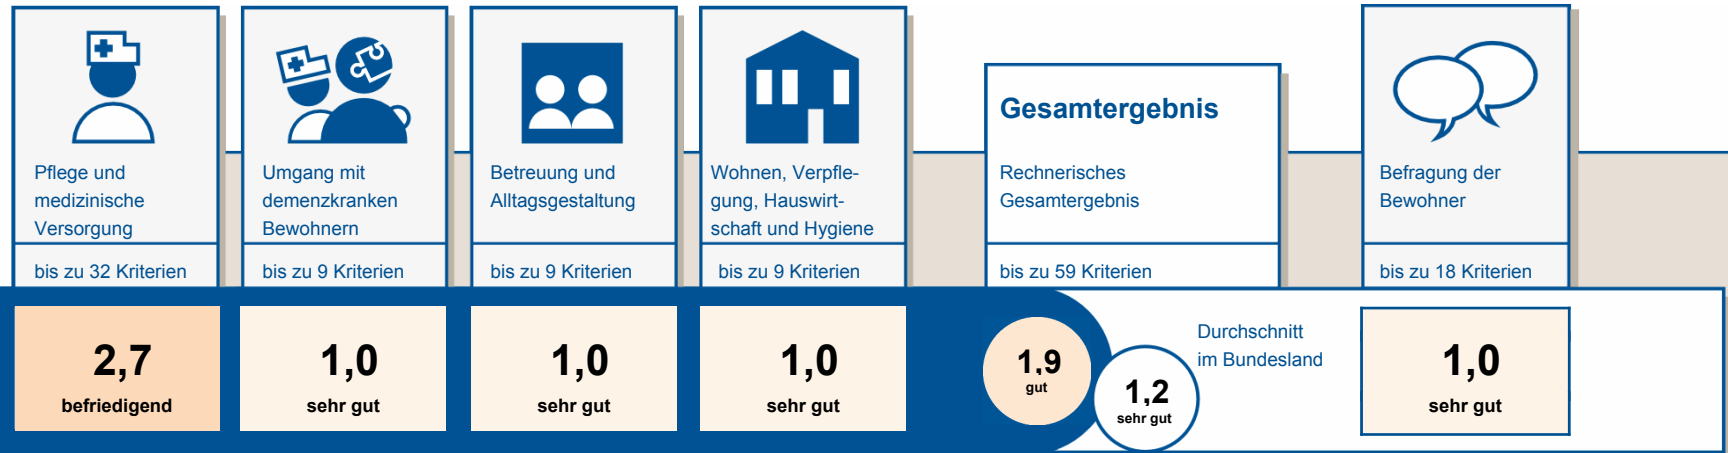 Pflege und
medizinische
Versorgung
bis zu 32 Kriterien
2,7
befriedigend
Umgang mit
demenzkranken
Bewohnern
bis zu 9 Kriterien
1,0
sehr gut
Betreuung und
Alltagsgestaltung
bis zu 9 Kriterien
1,0
sehr gut
Wohnen, Verpfle-
gung, Hauswirt-
schaft und Hygiene
bis zu 9 Kriterien
1,0
sehr gut
Gesamtergebnis
Rechnerisches
Gesamtergebnis
bis zu 59 Kriterien
1,9
gut
1,2
sehr gut
Durchschnitt
im Bundesland
Befragung der
Bewohner
bis zu 18 Kriterien
1,0
sehr gut